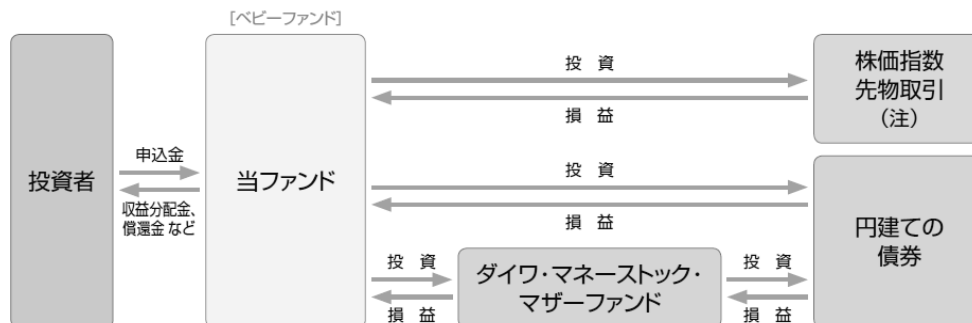 [ベビーファンド]
投資者
申込金
収益分配金、
償還金 など
当ファンド
投 資
損 益
株価指数
先物取引
(注)
投 資
損 益
円建ての
債券
投 資
損 益
ダイワ・マネーストック・
マザーファンド
投 資
損 益